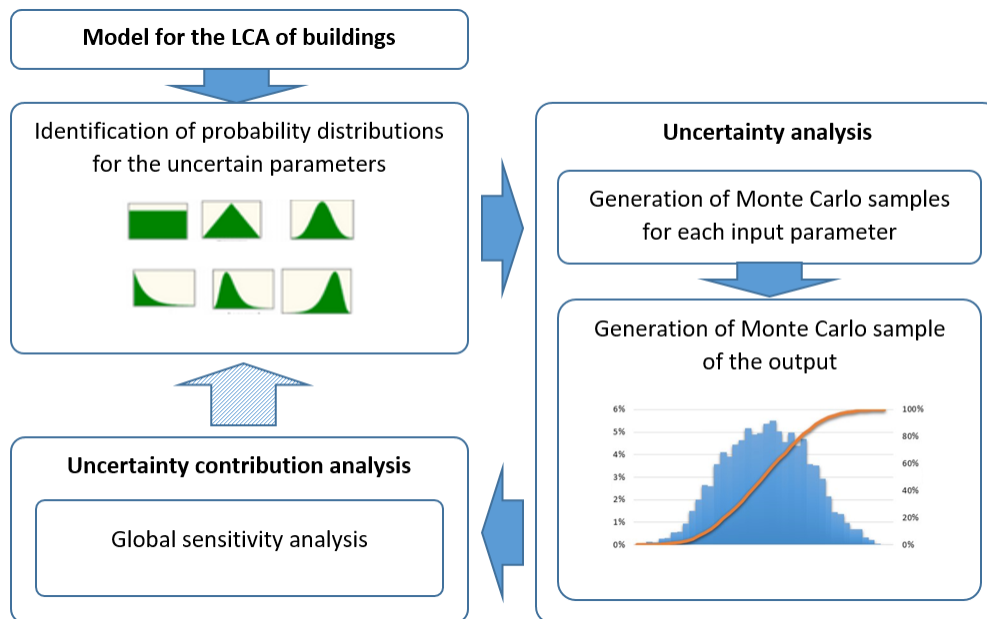 Model for the LCA of buildings
Identification of probability distributions
for the uncertain parameters
Uncertainty analysis
Generation of Monte Carlo samples
for each input parameter
Generation of Monte Carlo sample
of the output
6%
5%
4%
3%
2%
1%
0%
100%
80%
60%
40%
20%
0%
Uncertainty contribution analysis
Global sensitivity analysis